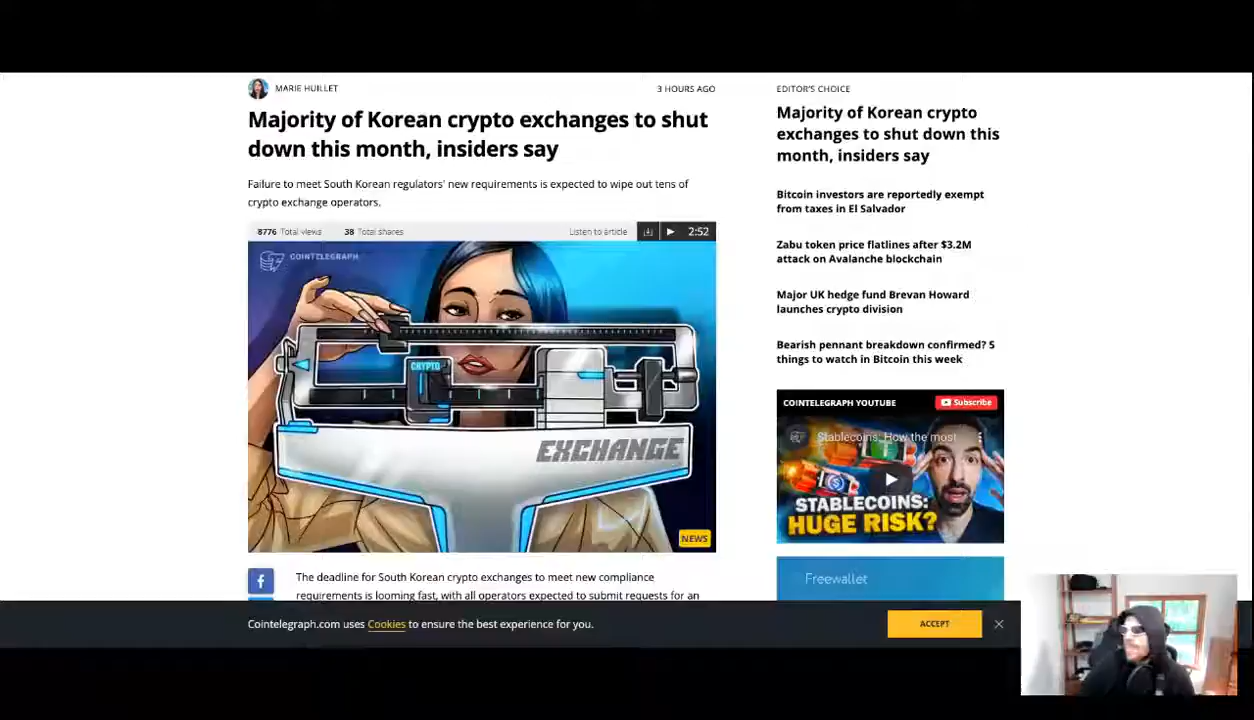 MARIE HUILLET
3 HOURS AGO
Majority of Korean crypto exchanges to shut
down this month, insiders say
Failure to meet South Korean regulators' new requirements is expected to wipe out tens of
crypto exchange operators.
8776 Total views 38 Total shares Listen to article 2:52
COINTELEGRAPH
CRYPTO
EXCHANGE
NEWS
The deadline for South Korean crypto exchanges to meet new compliance
requirements is looming fast, with all operators expected to submit requests for an
EDITOR'S CHOICE
Majority of Korean crypto
exchanges to shut down this
month, insiders say
Bitcoin investors are reportedly exempt
from taxes in El Salvador
Zabu token price flatlines after $3.2M
attack on Avalanche blockchain
Major UK hedge fund Brevan Howard
launches crypto division
Bearish pennant breakdown confirmed? 5
things to watch in Bitcoin this week
COINTELEGRAPH YOUTUBE Subscribe
Stablecoins: How the most
STABLECOINS:
HUGE RISK?
Freewallet
Cointelegraph.com uses Cookies to ensure the best experience for you.
ACCEPT